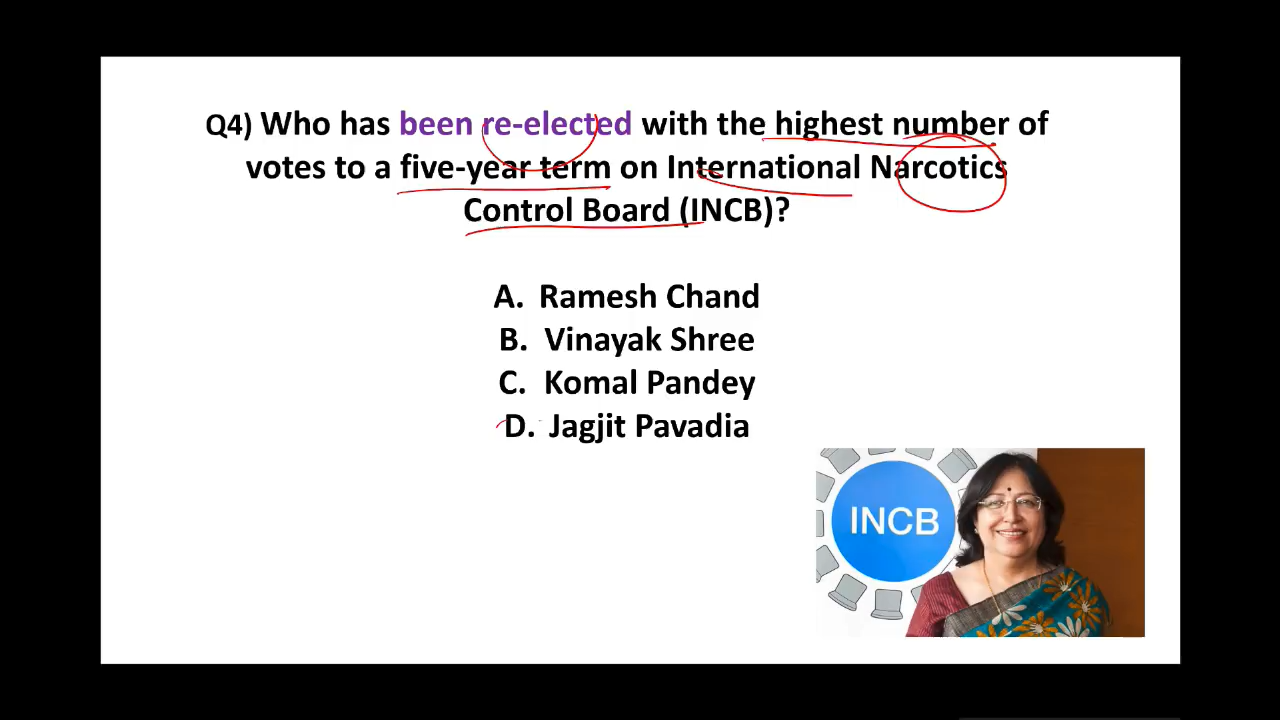 Q4) Who has been re-elected with the highest number of
votes to a five-year term on International Narcotics
Control Board (INCB)?
A. Ramesh Chand
B. Vinayak Shree
C. Komal Pandey
D. Jagjit Pavadia
INCB